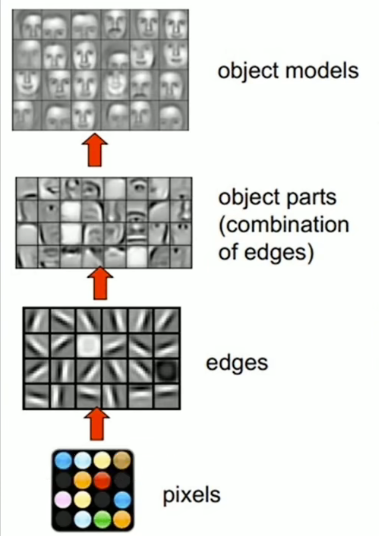 object models
object parts
(combination
of edges)
edges
pixels